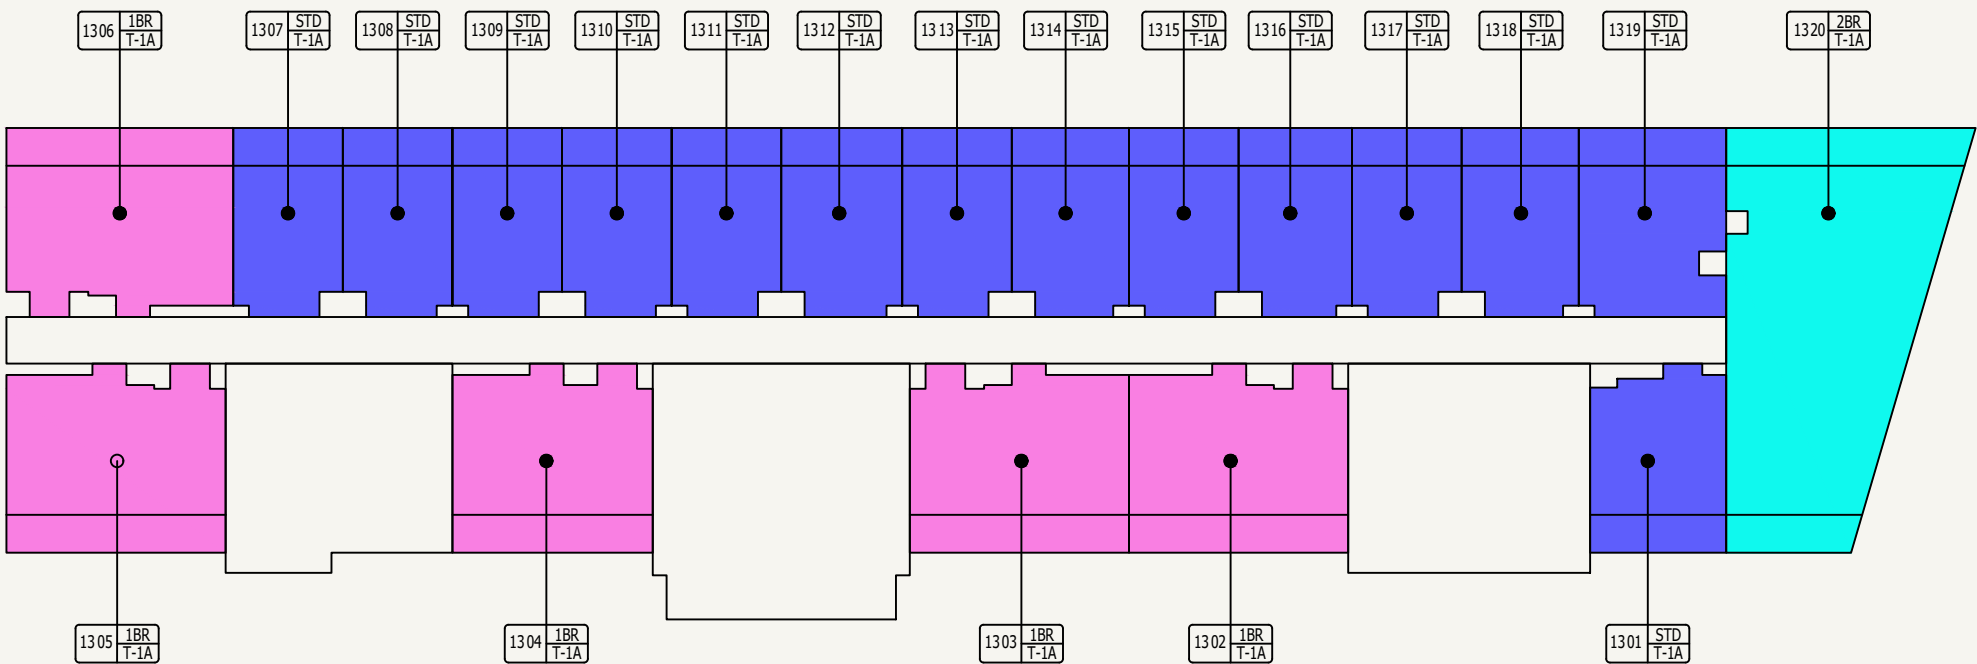 1306 1BR T-1A
1307 STD T-1A
1308 STD T-1A
1309 STD T-1A
1310 STD T-1A
1311 STD T-1A
1312 STD T-1A
1313 STD T-1A
1314 STD T-1A
1315 STD T-1A
1316 STD T-1A
1317 STD T-1A
1318 STD T-1A
1319 STD T-1A
1320 2BR T-1A
1305 1BR T-1A
1304 1BR T-1A
1303 1BR T-1A
1302 1BR T-1A
1301 STD T-1A